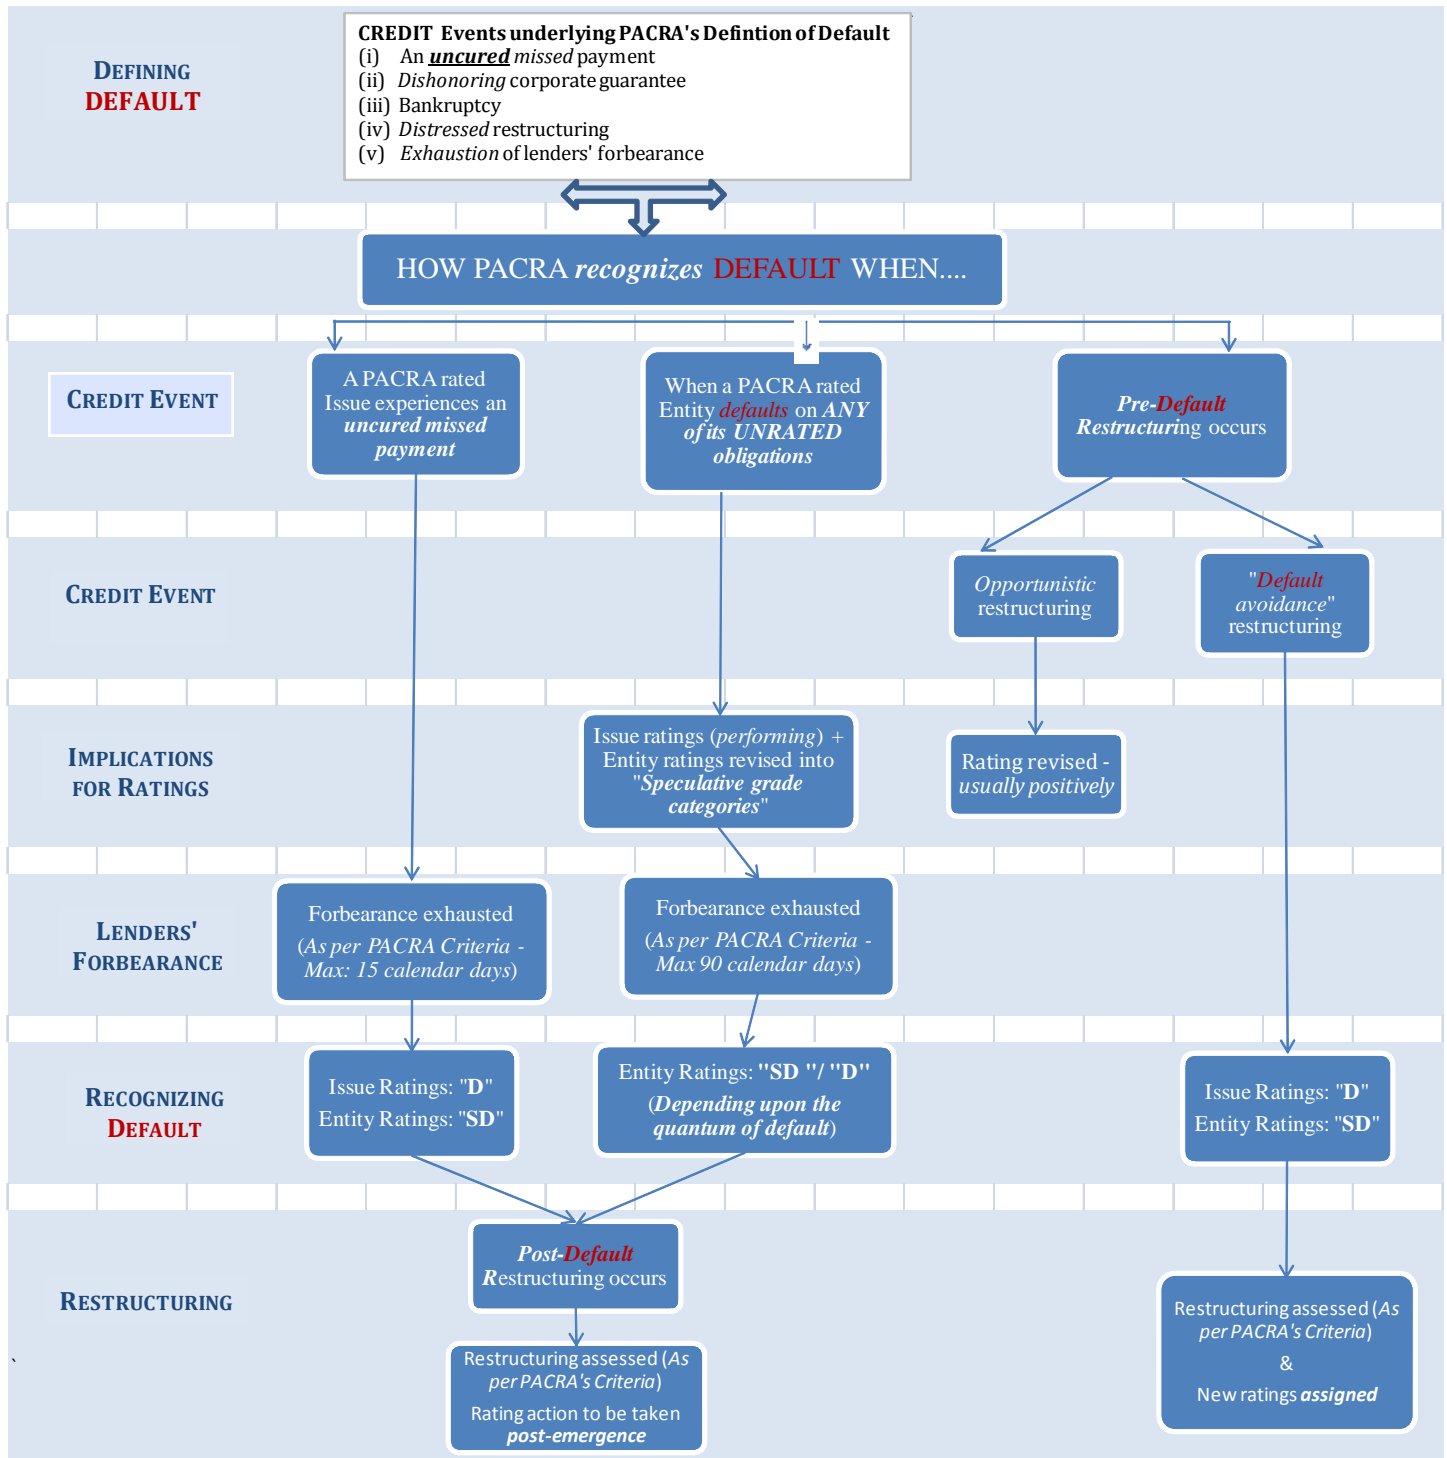 CREDIT Events underlying PACRA's Defintion of Default
(i) An uncured missed payment
(ii) Dishonoring corporate guarantee
(iii) Bankruptcy
(iv) Distressed restructuring
(v) Exhaustion of lenders' forbearance
DEFINING
DEFAULT
HOW PACRA recognizes DEFAULT WHEN....
CREDIT EVENT
A PACRA rated
Issue experiences an
uncured missed
payment
When a PACRA rated
Entity defaults on ANY
of its UNRATED
obligations
Pre-Default
Restructuring occurs
CREDIT EVENT
Opportunistic
restructuring
"Default
avoidance"
restructuring
IMPLICATIONS
FOR RATINGS
Issue ratings (performing) +
Entity ratings revised into
"Speculative grade
categories"
Rating revised -
usually positively
LENDERS'
FORBEARANCE
Forbearance exhausted
(As per PACRA Criteria -
Max: 15 calendar days)
Forbearance exhausted
(As per PACRA Criteria -
Max 90 calendar days)
RECOGNIZING
DEFAULT
Issue Ratings: "D"
Entity Ratings: "SD"
Entity Ratings: "SD "/ "D"
(Depending upon the
quantum of default)
Issue Ratings: "D"
Entity Ratings: "SD"
RESTRUCTURING
Post-Default
Restructuring occurs
Restructuring assessed (As
per PACRA's Criteria)
Rating action to be taken
post-emergence
Restructuring assessed (As
per PACRA's Criteria)
&
New ratings assigned
`